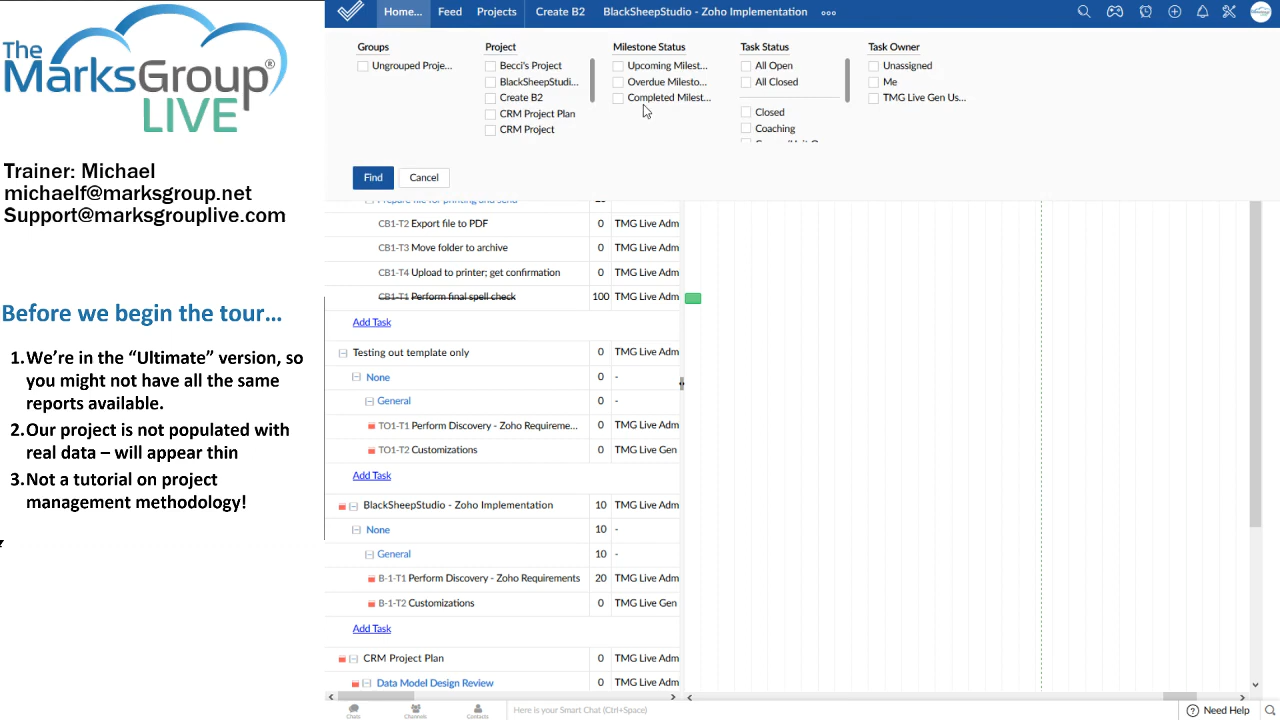 The
MarksGroup®
LIVE
Trainer: Michael
michaelf@marksgroup.net
Support@marksgrouplive.com
Before we begin the tour...
1. We're in the "Ultimate" version, so
you might not have all the same
reports available.
2. Our project is not populated with
real data – will appear thin
3. Not a tutorial on project
management methodology!
Home... Feed Projects Create B2 BlackSheepStudio - Zoho Implementation
Groups Project Milestone Status Task Status Task Owner
Ungrouped Proje... Becci's Project Upcoming Milest... All Open Unassigned
BlackSheepStudi... Overdue Milesto... All Closed Me
Create B2 Completed Milest... TMG Live Gen Us...
CRM Project Plan Closed
CRM Project Coaching
Find Cancel
Prepare file for printing and send
CB1-T2 Export file to PDF 0 TMG Live Adm
CB1-T3 Move folder to archive 0 TMG Live Adm
CB1-T4 Upload to printer; get confirmation 0 TMG Live Adm
CB1-T1 Perform final spell check 100 TMG Live Adm
Add Task
Testing out template only 0 TMG Live Adm
None 0 -
General 0 -
TO1-T1 Perform Discovery - Zoho Requireme... 0 TMG Live Adm
TO1-T2 Customizations 0 TMG Live Gen
Add Task
BlackSheepStudio - Zoho Implementation 10 TMG Live Adm
None 10 -
General 10 -
B-1-T1 Perform Discovery - Zoho Requirements 20 TMG Live Adm
B-1-T2 Customizations 0 TMG Live Gen
Add Task
CRM Project Plan 0 TMG Live Adm
Data Model Design Review 0 TMG Live Adm
Chats Channels Contacts Here is your Smart Chat (Ctrl+Space) Need Help